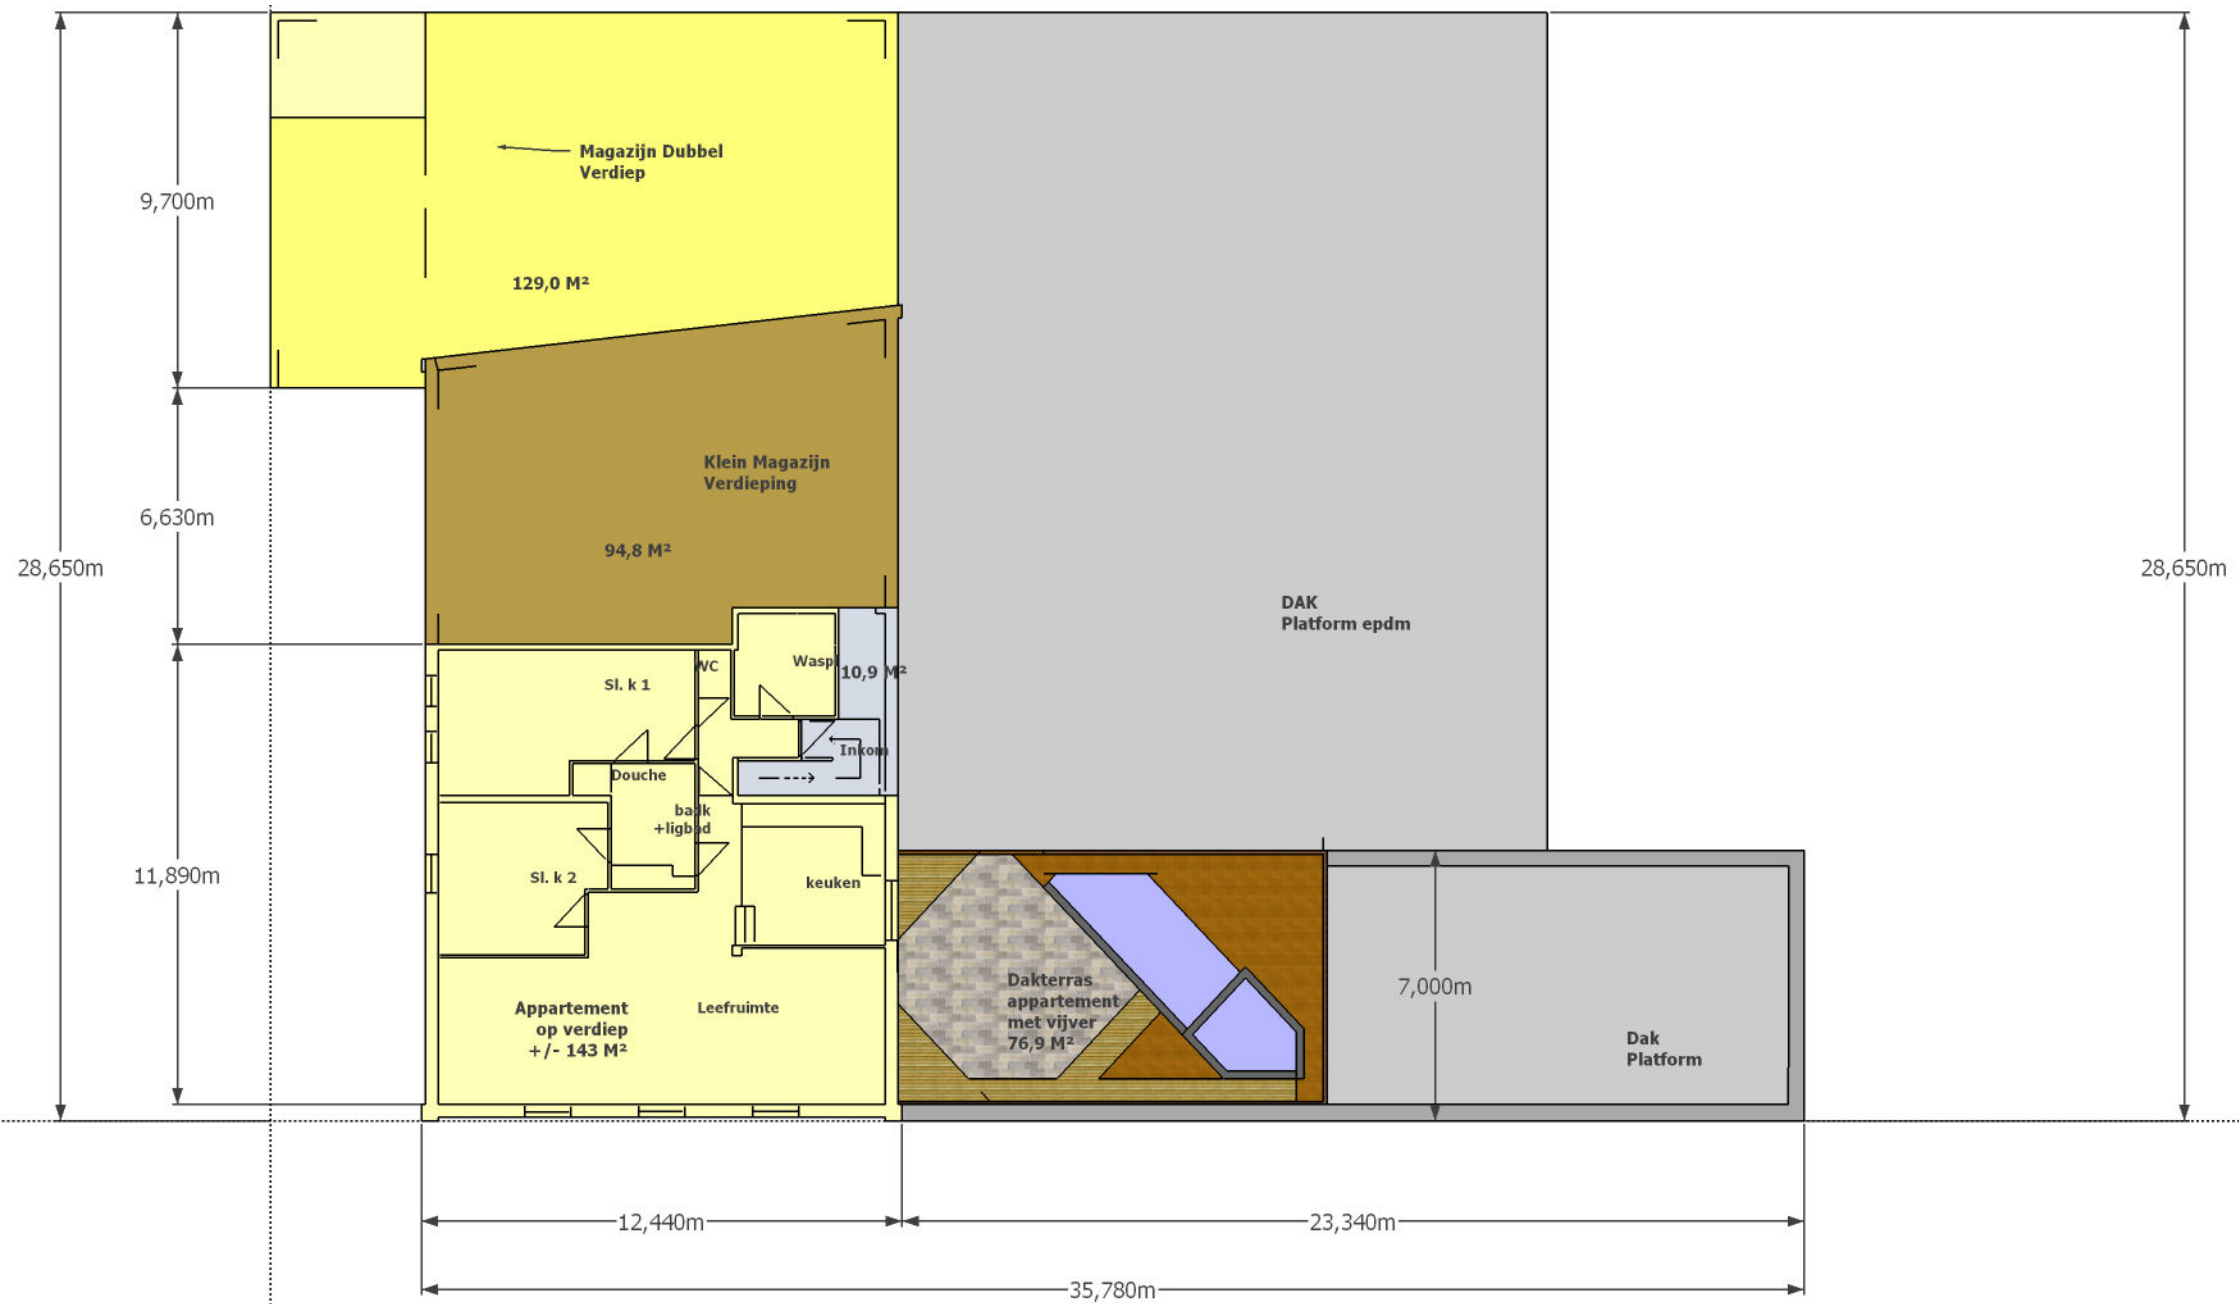 Magazijn Dubbel
Verdiep
9,700m
129,0 M²
Klein Magazijn
Verdieping
6,630m
94,8 M²
28,650m
28,650m
DAK
Platform epdm
WC
Waspl
10,9 M²
Sl. k 1
Inkom
Douche
badk
+ligbad
11,890m
Sl. k 2
keuken
Dakterras
appartement
met vijver
76,9 M²
7,000m
Appartement
op verdiep
+/- 143 M²
Leefruimte
Dak
Platform
12,440m
23,340m
35,780m